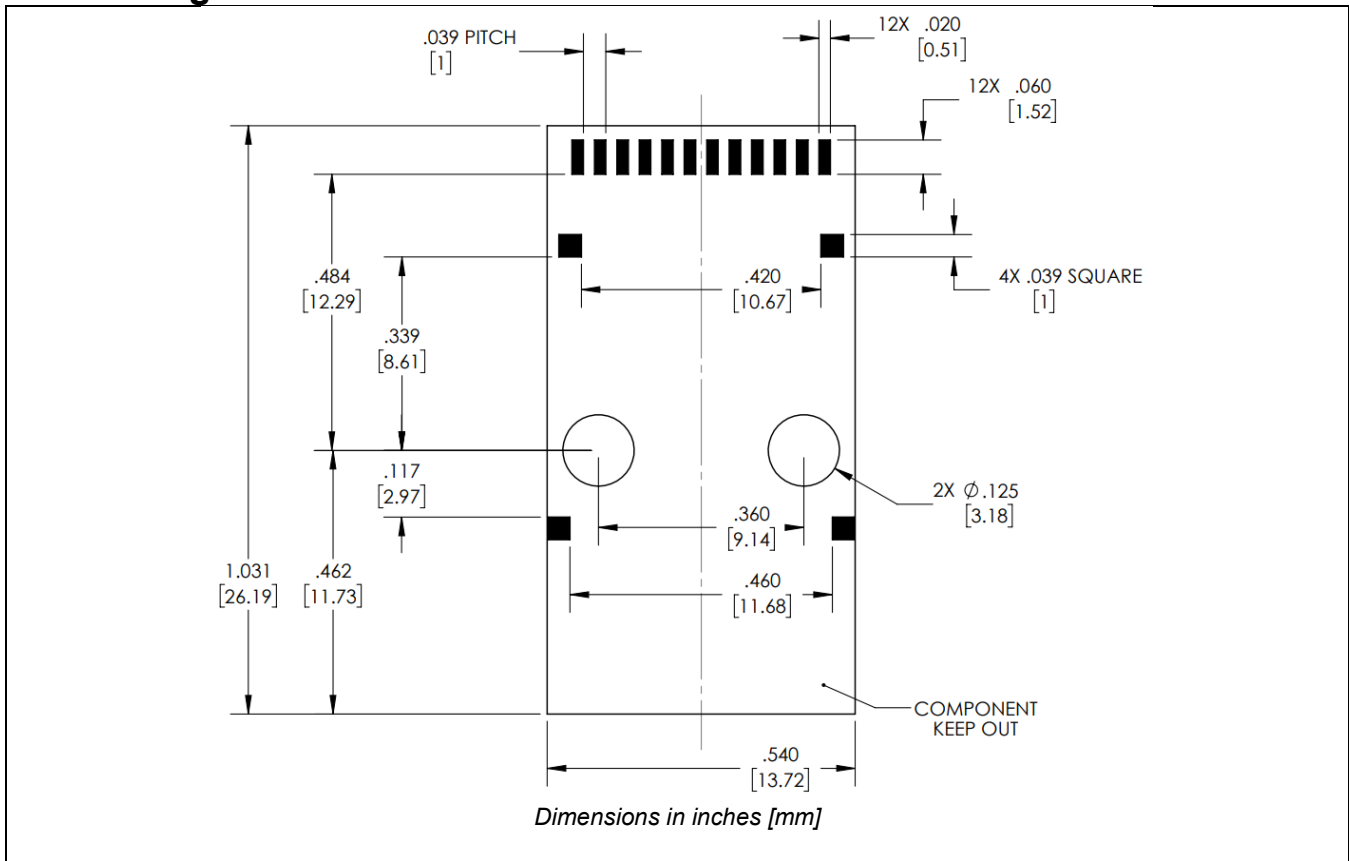 .039 PITCH
[1]
12X .020
[0.51]
12X .060
[1.52]
.484
[12.29]
.420
[10.67]
4X .039 SQUARE
[1]
.339
[8.61]
.117
[2.97]
2X Ø.125
[3.18]
.360
[9.14]
1.031
[26.19]
.462
[11.73]
.460
[11.68]
COMPONENT
KEEP OUT
.540
[13.72]
Dimensions in inches [mm]